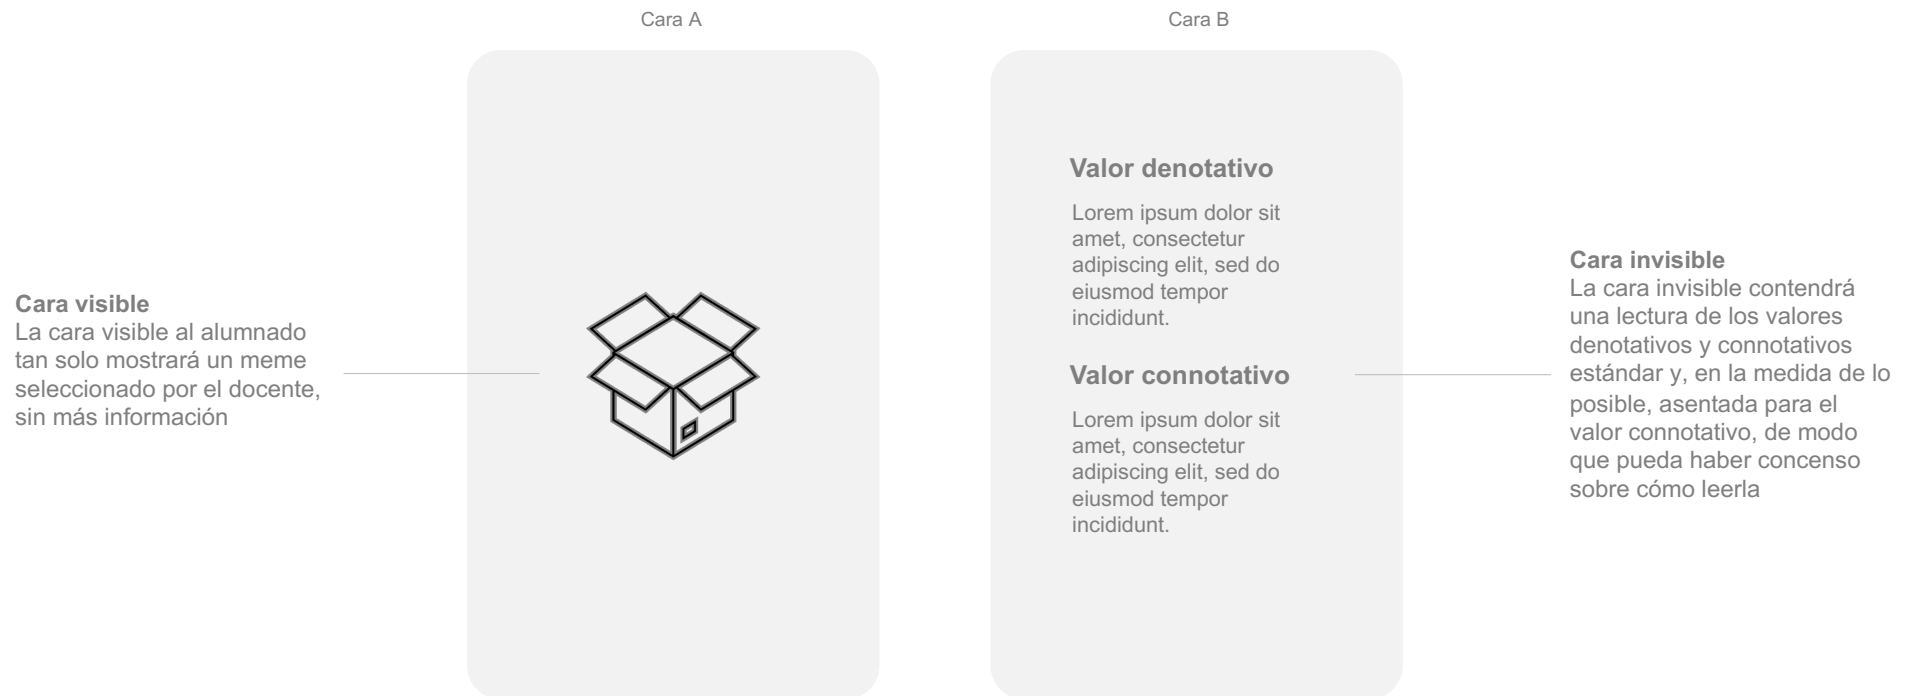 Cara A
Cara B
Cara visible
La cara visible al alumnado
tan solo mostrará un meme
seleccionado por el docente,
sin más información
Valor denotativo
Lorem ipsum dolor sit
amet, consectetur
adipiscing elit, sed do
eiusmod tempor
incididunt.
Valor connotativo
Lorem ipsum dolor sit
amet, consectetur
adipiscing elit, sed do
eiusmod tempor
incididunt.
Cara invisible
La cara invisible contendrá
una lectura de los valores
denotativos y connotativos
estándar y, en la medida de lo
posible, asentada para el
valor connotativo, de modo
que pueda haber concenso
sobre cómo leerla